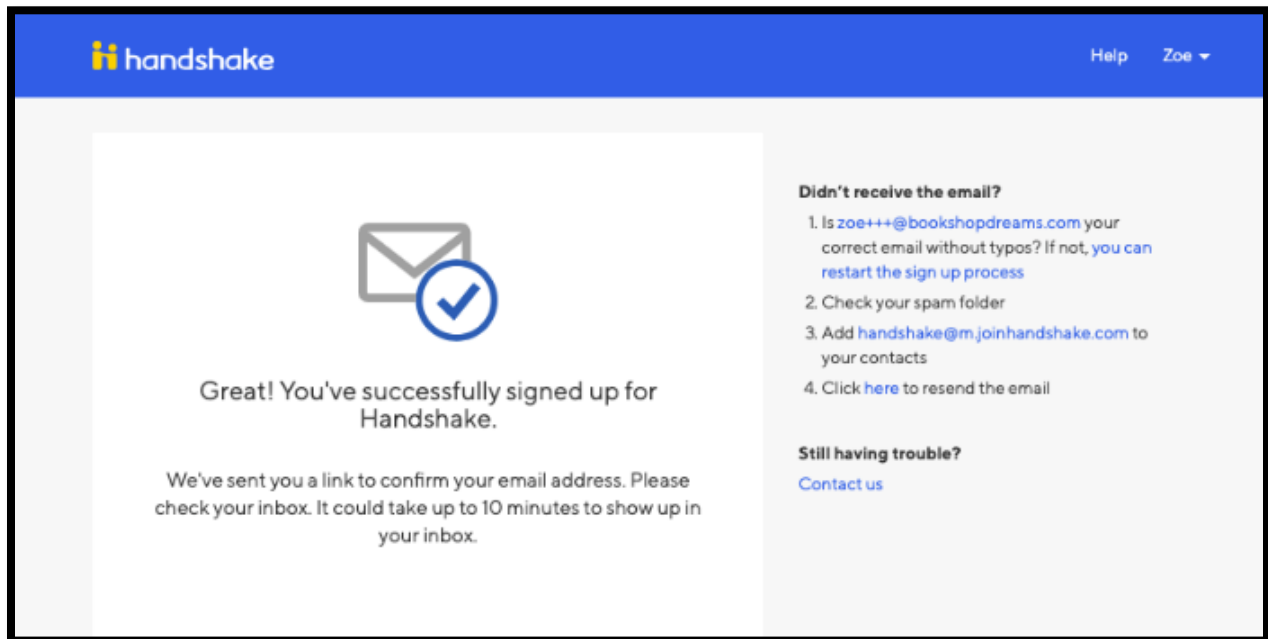 handshake
Help
Zoe
Great! You've successfully signed up for
Handshake.
We've sent you a link to confirm your email address. Please
check your inbox. It could take up to 10 minutes to show up in
your inbox.
Didn't receive the email?
1. Is zoe+++@bookshopdreams.com your
correct email without typos? If not, you can
restart the sign up process
2. Check your spam folder
3. Add handshake@m.joinhandshake.com to
your contacts
4. Click here to resend the email
Still having trouble?
Contact us